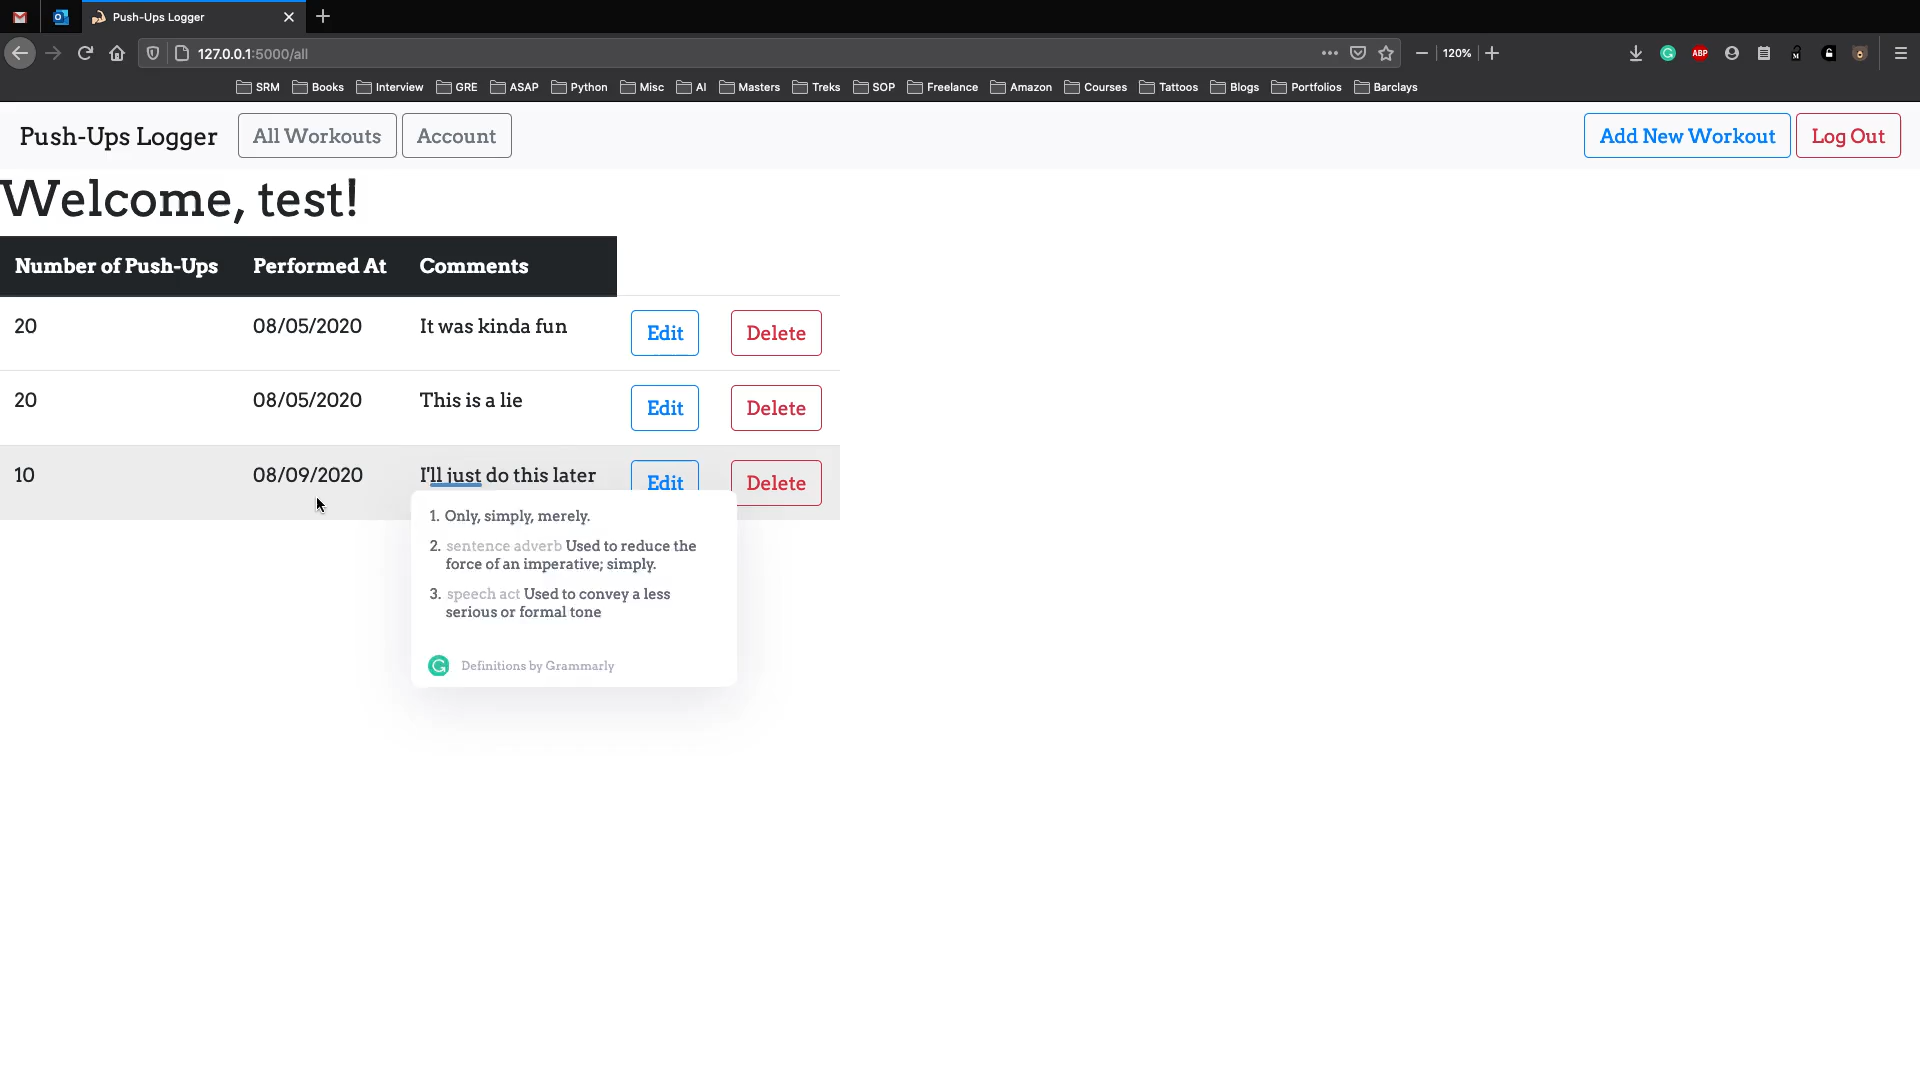 Push-Ups Logger
127.0.0.1:5000/all
120%
ABP
SRM Books Interview GRE ASAP Python Misc AI Masters Treks SOP Freelance Amazon Courses Tattoos Blogs Portfolios Barclays
Push-Ups Logger All Workouts Account Add New Workout Log Out
Welcome, test!
Number of Push-Ups Performed At Comments
20 08/05/2020 It was kinda fun Edit Delete
20 08/05/2020 This is a lie Edit Delete
10 08/09/2020 I'll just do this later Edit Delete
1. Only, simply, merely.
2. sentence adverb Used to reduce the
force of an imperative; simply.
3. speech act Used to convey a less
serious or formal tone
Definitions by Grammarly